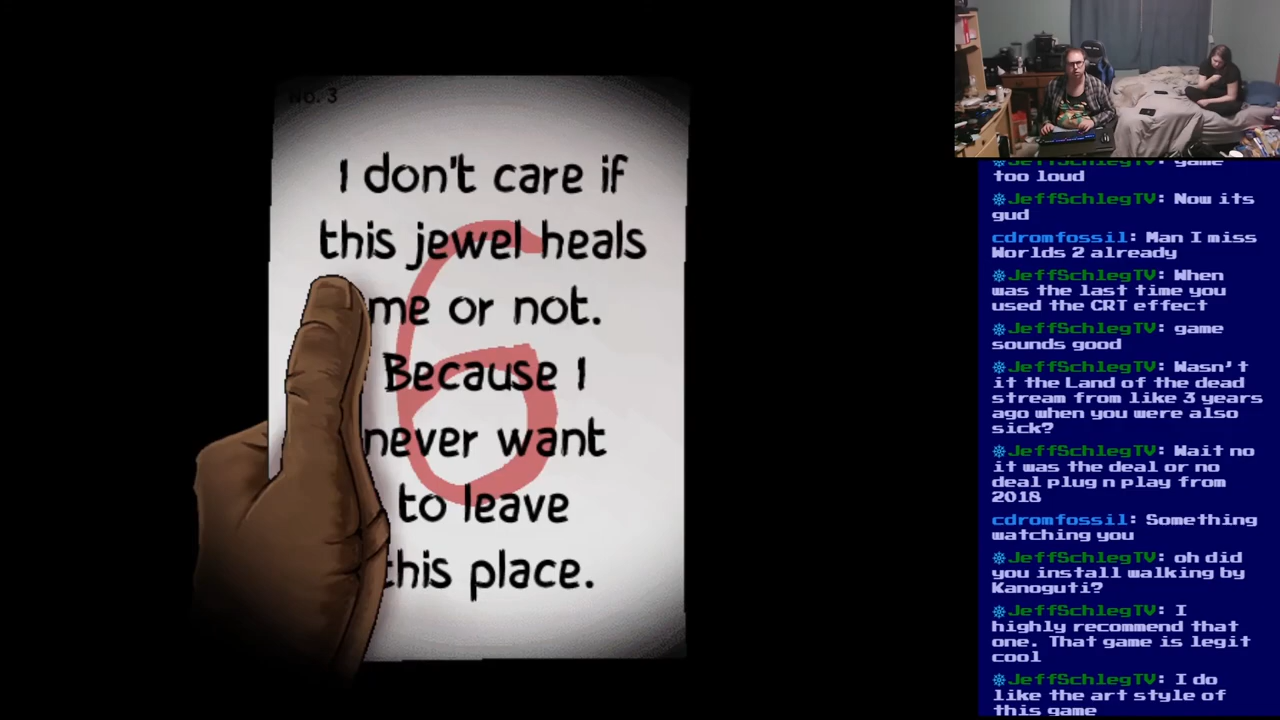 No. 3
I don't care if
this jewel heals
me or not.
Because I
never want
to leave
this place.
6
JeffSchlegTV: game
too loud
JeffSchlegTV: Now its
gud
cdromfossil: Man I miss
Worlds 2 already
JeffSchlegTV: When
was the last time you
used the CRT effect
JeffSchlegTV: game
sounds good
JeffSchlegTV: Wasn't
it the Land of the dead
stream from like 3 years
ago when you were also
sick?
JeffSchlegTV: Wait no
it was the deal or no
deal plug n play from
2018
cdromfossil: Something
watching you
JeffSchlegTV: oh did
you install walking by
Kanoguti?
JeffSchlegTV: I
highly recommend that
one. That game is legit
cool
JeffSchlegTV: I do
like the art style of
this game